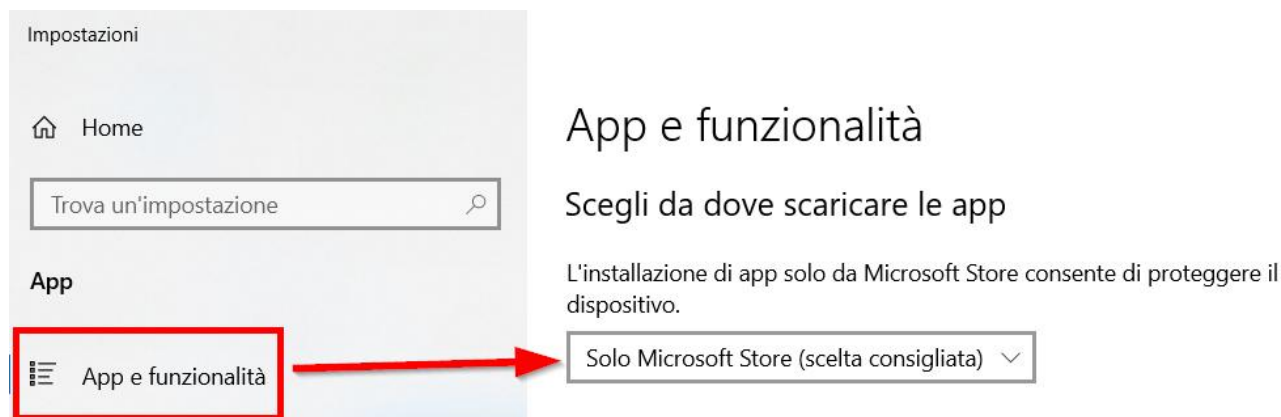 Impostazioni
Home
Trova un'impostazione
App
App e funzionalità
App e funzionalità
Scegli da dove scaricare le app
L'installazione di app solo da Microsoft Store consente di proteggere il
dispositivo.
Solo Microsoft Store (scelta consigliata)